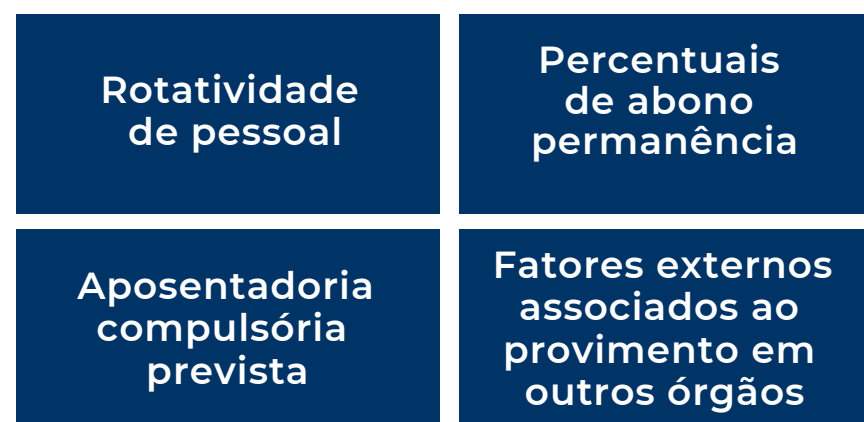 Rotatividade
de pessoal
Percentuais
de abono
permanência
Aposentadoria
compulsória
prevista
Fatores externos
associados ao
provimento em
outros órgãos